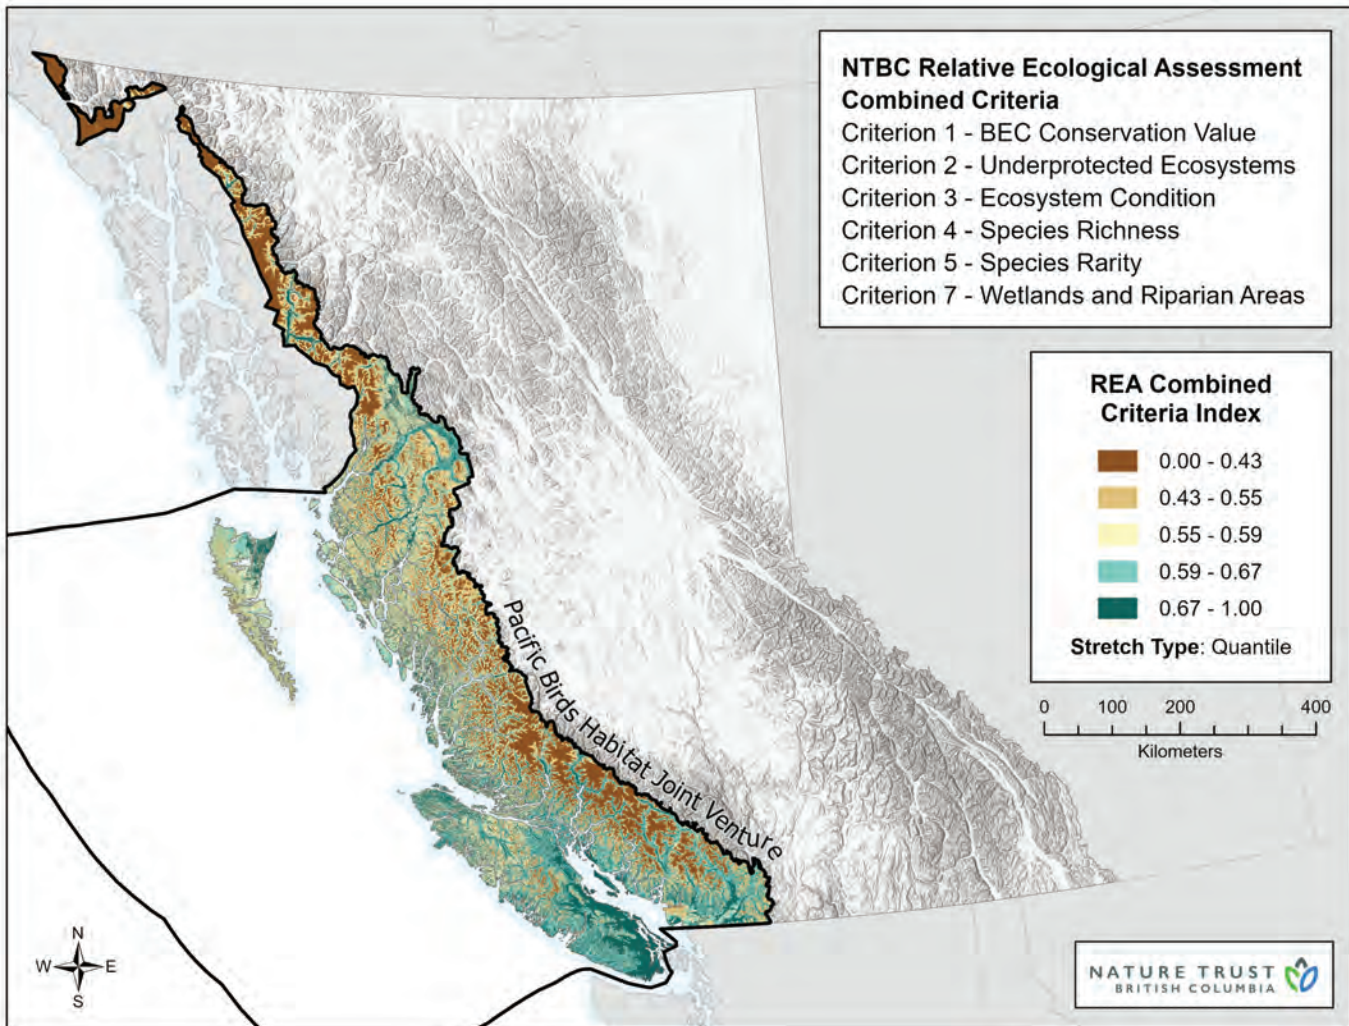 NTBC Relative Ecological Assessment
Combined Criteria
Criterion 1 - BEC Conservation Value
Criterion 2 - Underprotected Ecosystems
Criterion 3 - Ecosystem Condition
Criterion 4 - Species Richness
Criterion 5 - Species Rarity
Criterion 7 - Wetlands and Riparian Areas
REA Combined
Criteria Index
0.00 - 0.43
0.43 - 0.55
0.55 - 0.59
0.59 - 0.67
0.67 - 1.00
Stretch Type: Quantile
0 100 200 400
Kilometers
Pacific Birds Habitat Joint Venture
N
W E
S
NATURE TRUST
BRITISH COLUMBIA